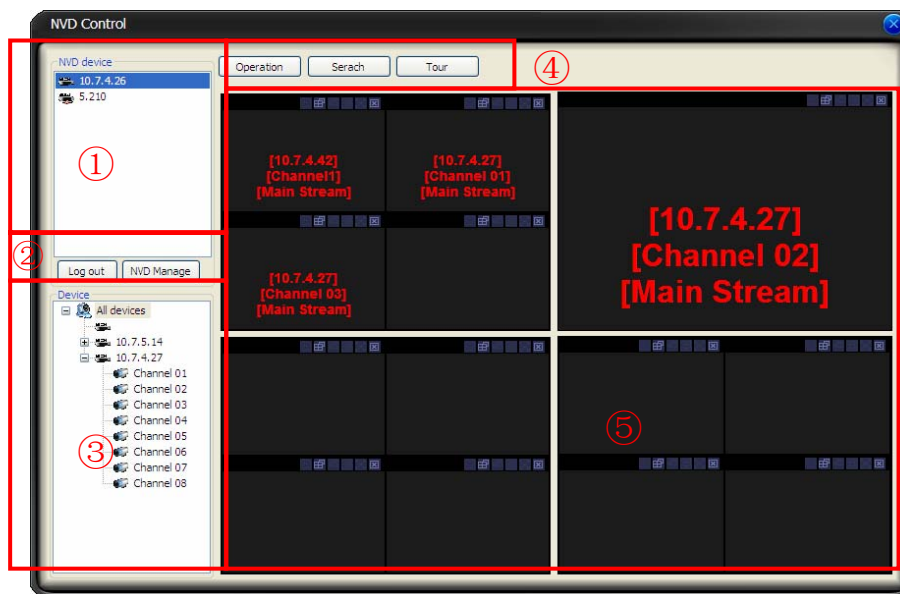 NVD Control
NVD device
10.7.4.26
5.210
①
②
Log out NVD Manage
Device
All devices
10.7.5.14
10.7.4.27
Channel 01
Channel 02
Channel 03
Channel 04
Channel 05
Channel 06
Channel 07
Channel 08
③
Operation Serach Tour
④
[10.7.4.42]
[Channel1]
[Main Stream]
[10.7.4.27]
[Channel 01]
[Main Stream]
[10.7.4.27]
[Channel 03]
[Main Stream]
[10.7.4.27]
[Channel 02]
[Main Stream]
⑤